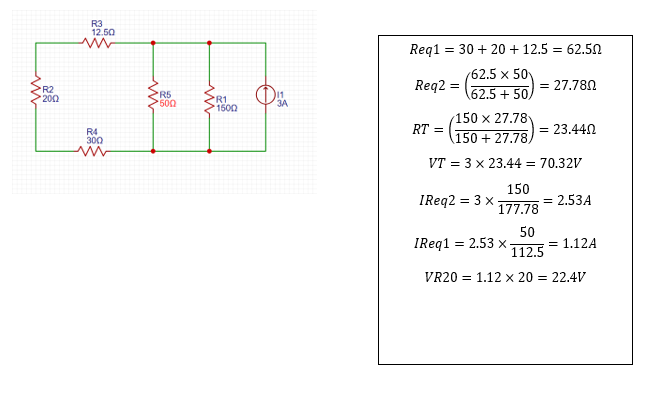 R3
12.5Ω
R2
20Ω
R5
50Ω
R1
150Ω
I1
3A
R4
30Ω
Req1 = 30 + 20 + 12.5 = 62.5Ω
Req2 = (62.5 × 50 / 62.5 + 50) = 27.78Ω
RT = (150 × 27.78 / 150 + 27.78) = 23.44Ω
VT = 3 × 23.44 = 70.32V
IReq2 = 3 × 150 / 177.78 = 2.53A
IReq1 = 2.53 × 50 / 112.5 = 1.12A
VR20 = 1.12 × 20 = 22.4V